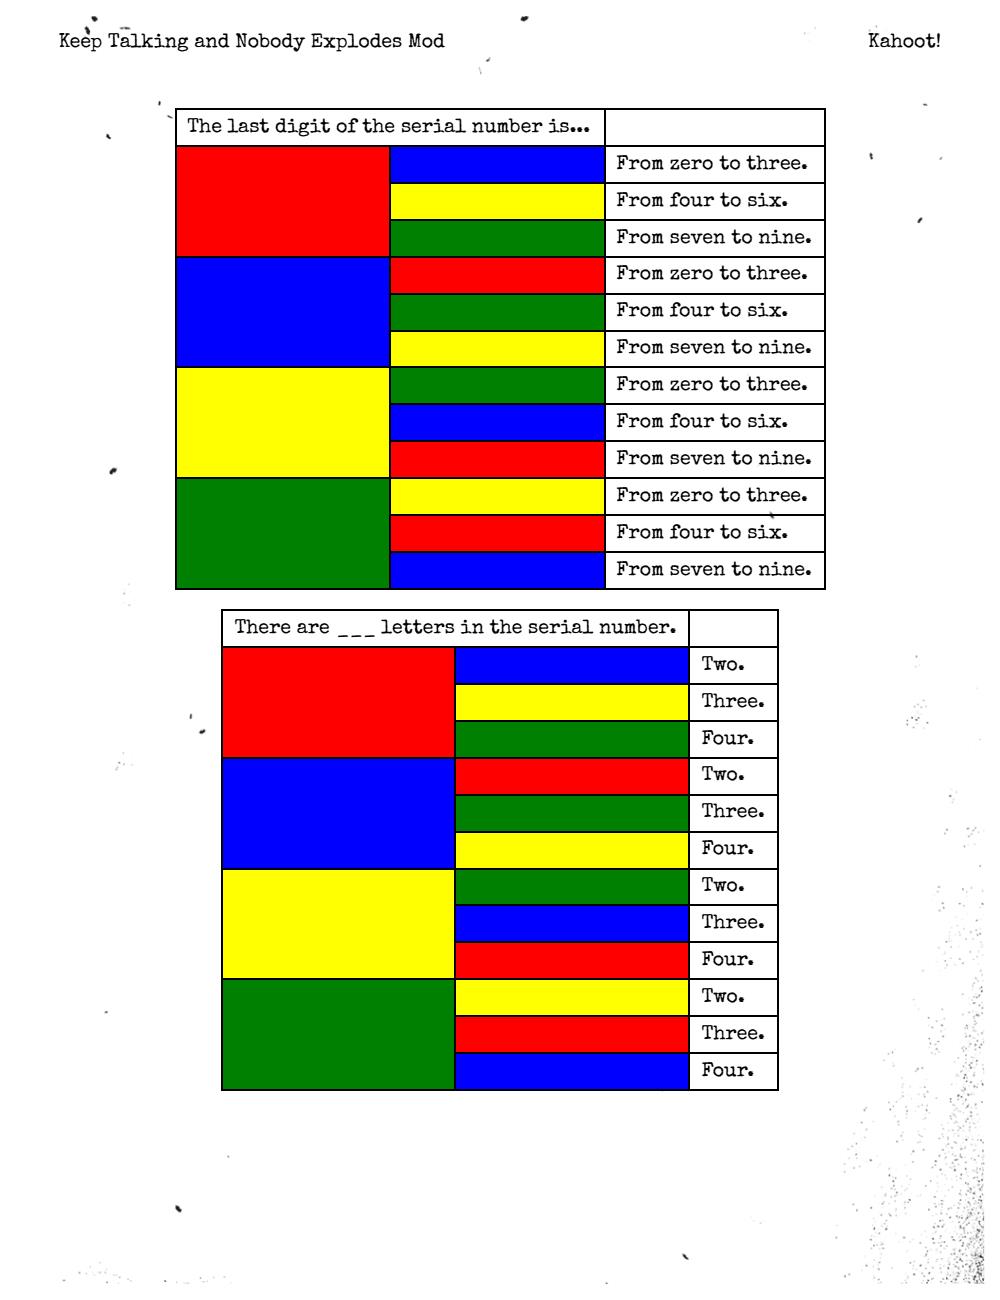 Keep Talking and Nobody Explodes Mod
Kahoot!
The last digit of the serial number is...
From zero to three.
From four to six.
From seven to nine.
From zero to three.
From four to six.
From seven to nine.
From zero to three.
From four to six.
From seven to nine.
From zero to three.
From four to six.
From seven to nine.
There are ___ letters in the serial number.
Two.
Three.
Four.
Two.
Three.
Four.
Two.
Three.
Four.
Two.
Three.
Four.